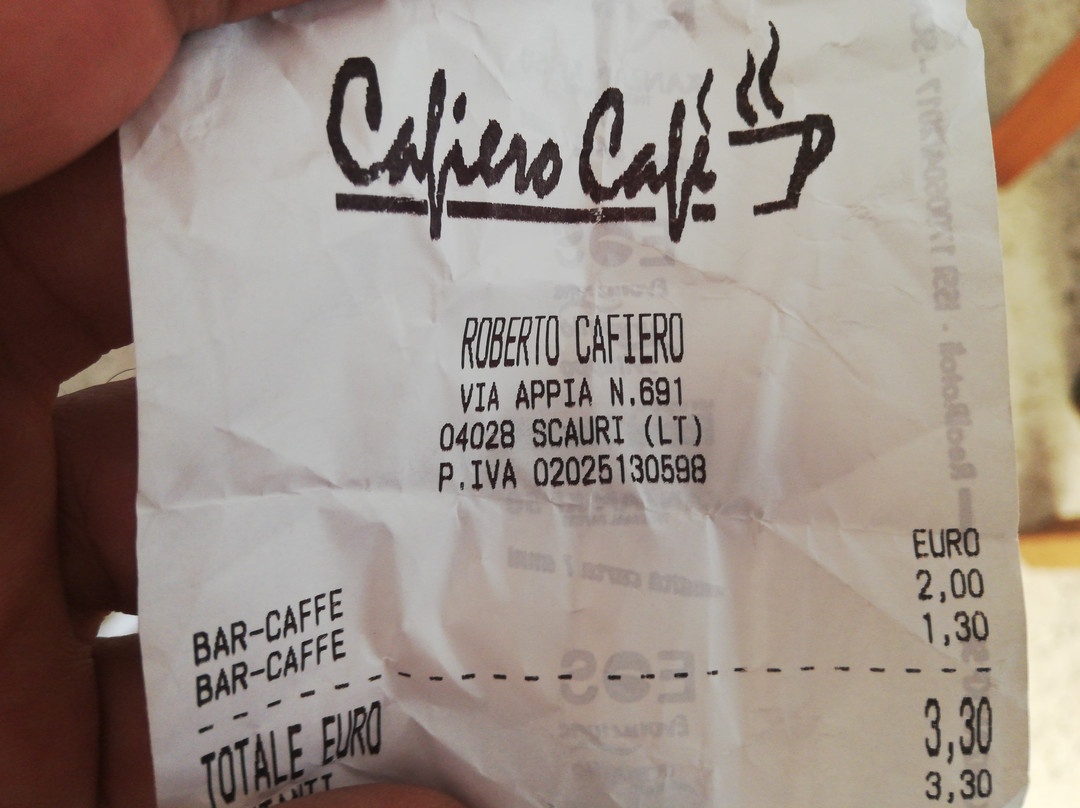 Cafiero Café
ROBERTO CAFIERO
VIA APPIA N.691
04028 SCAURI (LT)
P.IVA 02025130598
EURO
BAR-CAFFE 2,00
BAR-CAFFE 1,30
TOTALE EURO 3,30
3,30